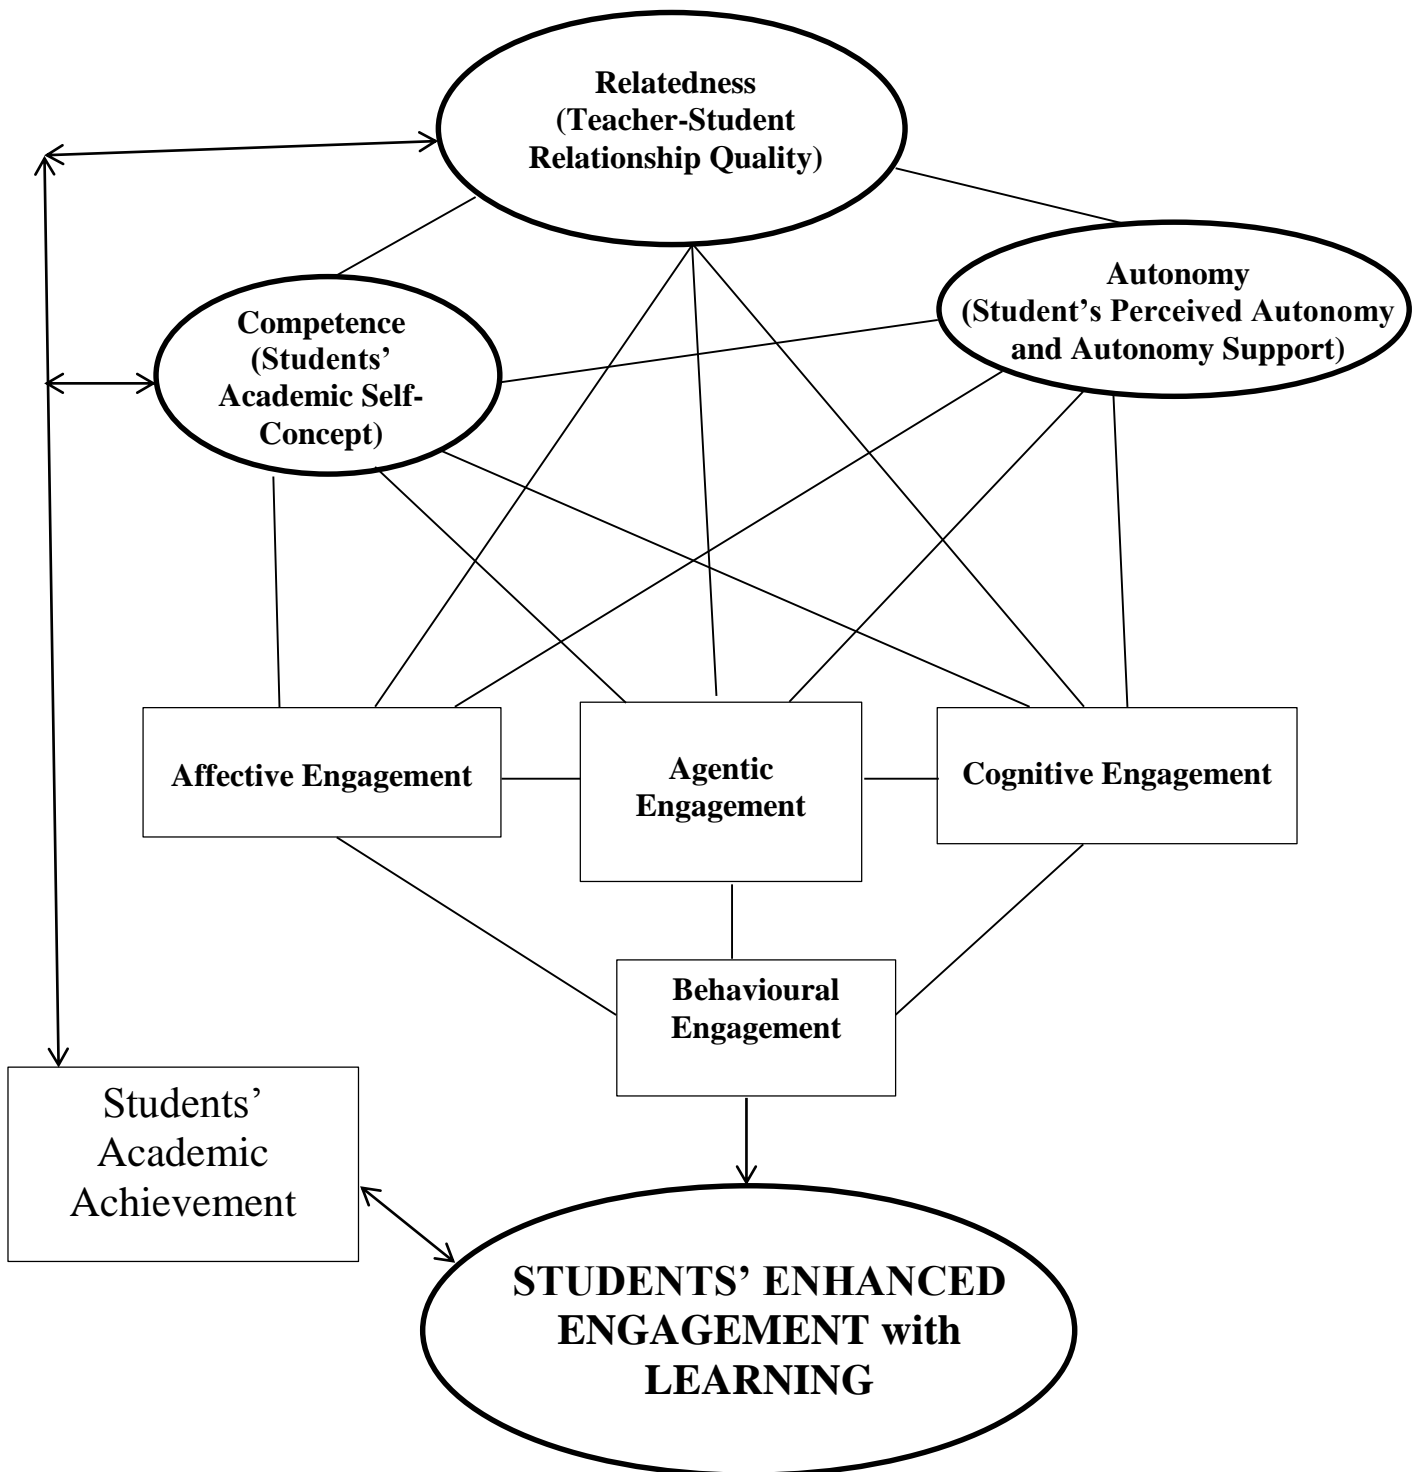 Relatedness
(Teacher-Student
Relationship Quality)
Autonomy
(Student’s Perceived Autonomy
and Autonomy Support)
Competence
(Students’
Academic Self-
Concept)
Affective Engagement
Agentic
Engagement
Cognitive Engagement
Behavioural
Engagement
Students’
Academic
Achievement
STUDENTS’ ENHANCED
ENGAGEMENT with
LEARNING